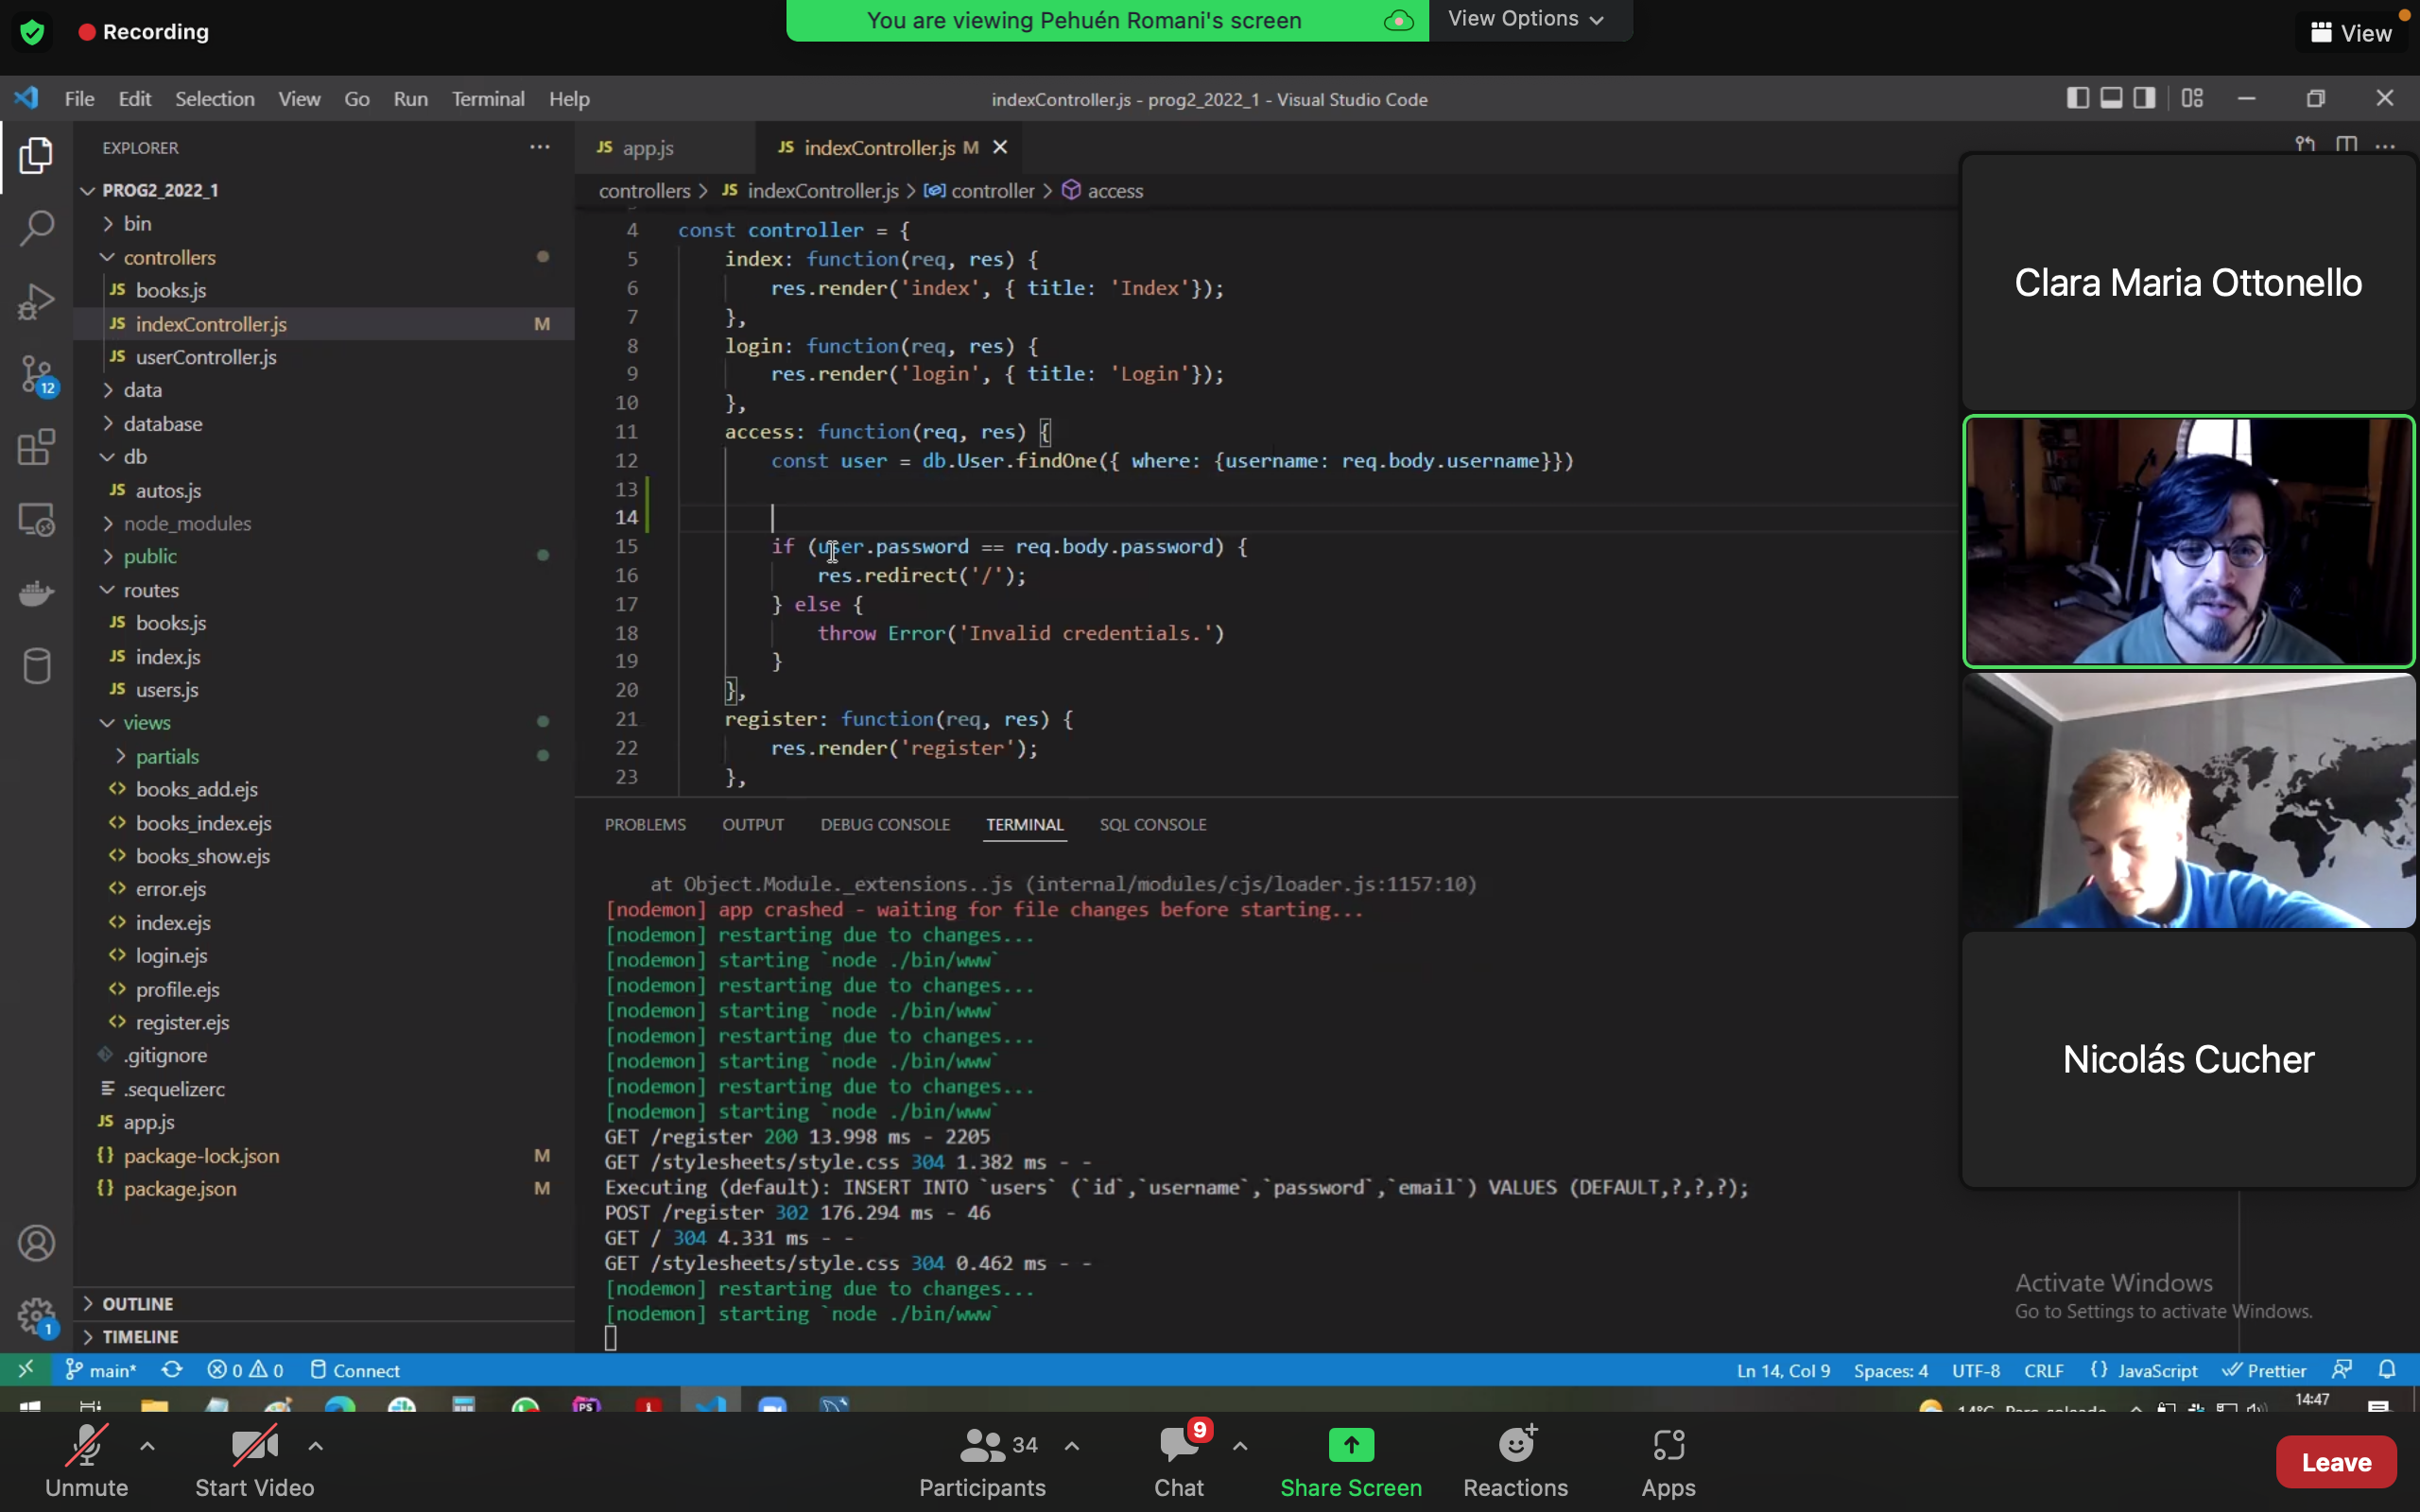 Recording
You are viewing Pehuén Romani's screen
View Options
View
File Edit Selection View Go Run Terminal Help
indexController.js - prog2_2022_1 - Visual Studio Code
EXPLORER
PROG2_2022_1
bin
controllers
JS books.js
JS indexController.js M
JS userController.js
data
database
db
JS autos.js
node_modules
public
routes
JS books.js
JS index.js
JS users.js
views
partials
books_add.ejs
books_index.ejs
books_show.ejs
error.ejs
index.ejs
login.ejs
profile.ejs
register.ejs
.gitignore
.sequelizerc
JS app.js
{} package-lock.json M
{} package.json M
OUTLINE
TIMELINE
12
1
JS app.js
JS indexController.js M
controllers > JS indexController.js > controller > access
4 const controller = {
5 index: function(req, res) {
6 res.render('index', { title: 'Index'});
7 },
8 login: function(req, res) {
9 res.render('login', { title: 'Login'});
10 },
11 access: function(req, res) {
12 const user = db.User.findOne({ where: {username: req.body.username}})
13
14
15 if (user.password == req.body.password) {
16 res.redirect('/');
17 } else {
18 throw Error('Invalid credentials.')
19 }
20 },
21 register: function(req, res) {
22 res.render('register');
23 },
PROBLEMS OUTPUT DEBUG CONSOLE TERMINAL SQL CONSOLE
at Object.Module._extensions..js (internal/modules/cjs/loader.js:1157:10)
[nodemon] app crashed - waiting for file changes before starting...
[nodemon] restarting due to changes...
[nodemon] starting `node ./bin/www`
[nodemon] restarting due to changes...
[nodemon] starting `node ./bin/www`
[nodemon] restarting due to changes...
[nodemon] starting `node ./bin/www`
[nodemon] restarting due to changes...
[nodemon] starting `node ./bin/www`
GET /register 200 13.998 ms - 2205
GET /stylesheets/style.css 304 1.382 ms - -
Executing (default): INSERT INTO `users` (`id`,`username`,`password`,`email`) VALUES (DEFAULT,?,?,?);
POST /register 302 176.294 ms - 46
GET / 304 4.331 ms - -
GET /stylesheets/style.css 304 0.462 ms - -
[nodemon] restarting due to changes...
[nodemon] starting `node ./bin/www`
Clara Maria Ottonello
Nicolás Cucher
Activate Windows
Go to Settings to activate Windows.
main* 0 0 Connect
Ln 14, Col 9 Spaces: 4 UTF-8 CRLF {} JavaScript Prettier
PS
14:47
Unmute
Start Video
34
Participants
9
Chat
Share Screen
Reactions
Apps
Leave